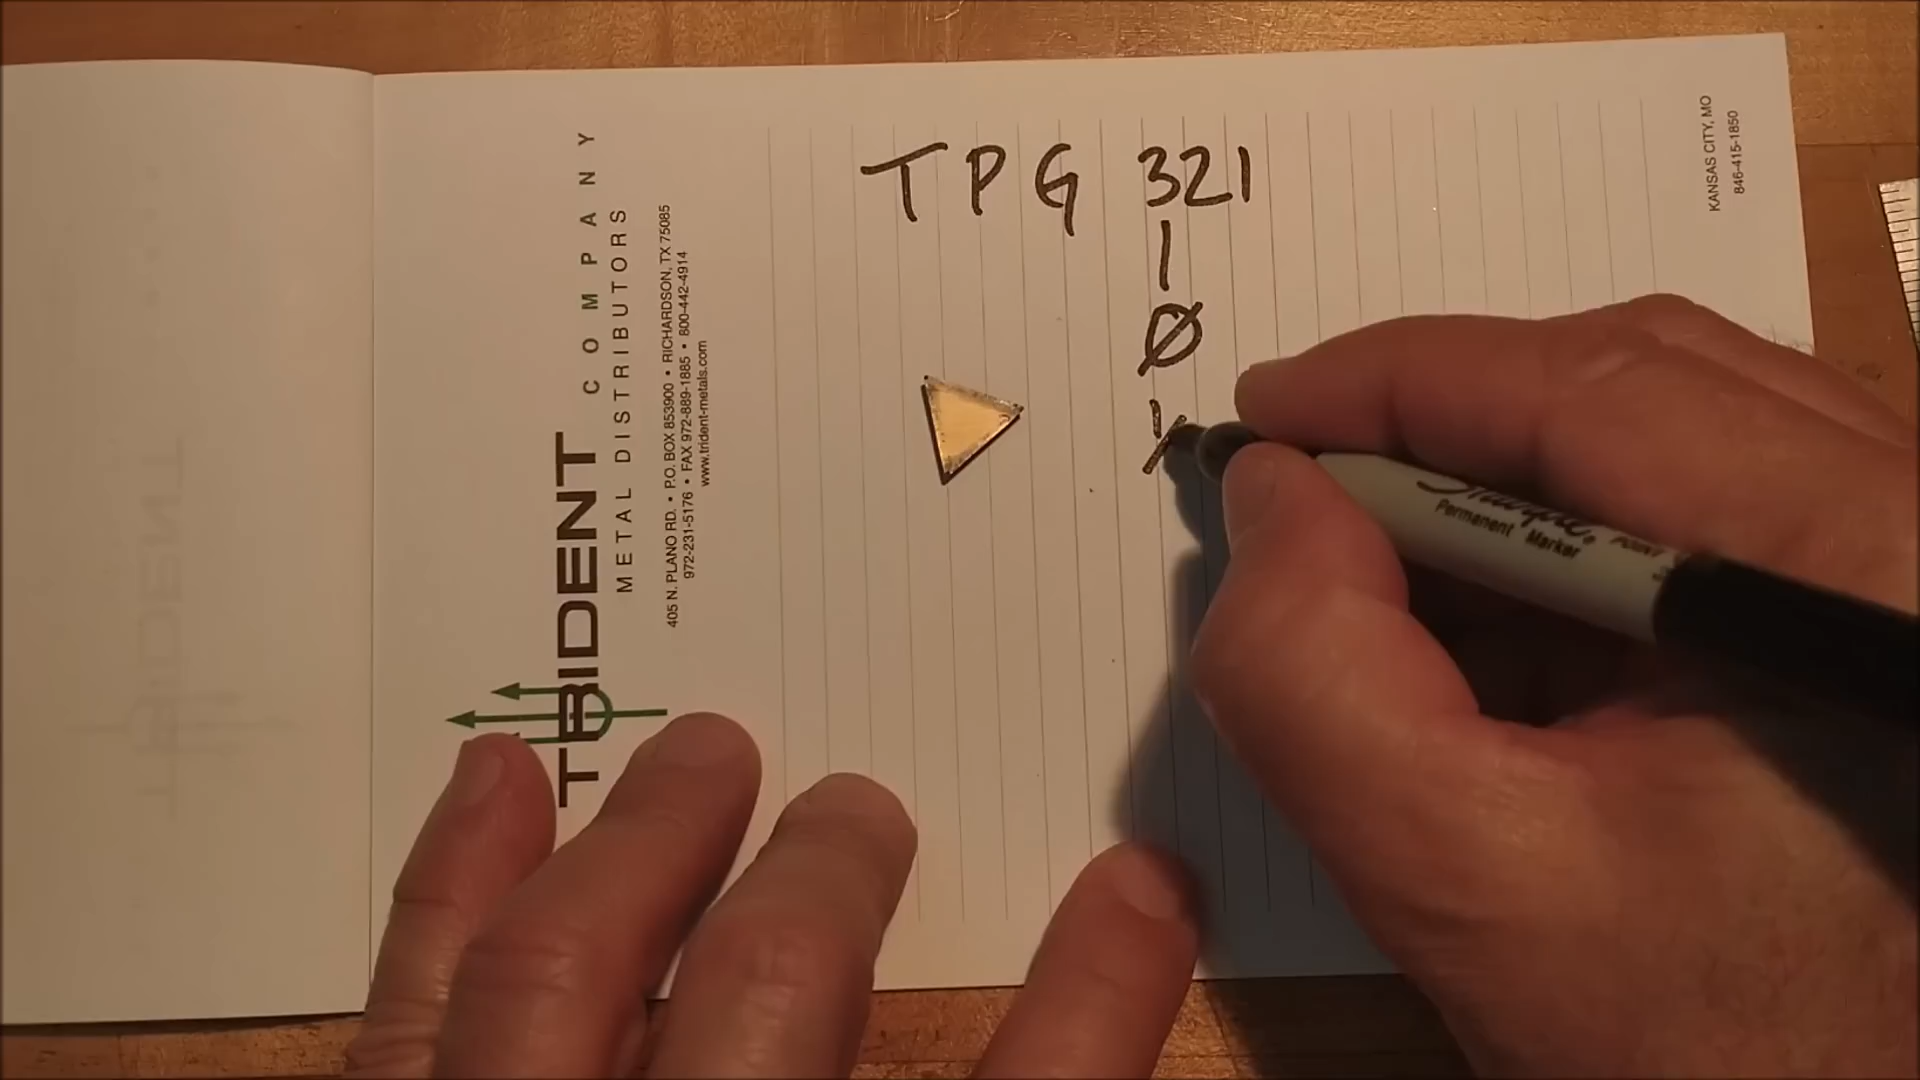 TPG 321
1
Ø
TRIDENT
COMPANY
METAL DISTRIBUTORS
405 N. PLANO RD. • P.O. BOX 853900 • RICHARDSON, TX 75085
972-231-5176 • FAX 972-889-1885 • 800-442-4914
www.trident-metals.com
KANSAS CITY, MO
846-415-1850
Sharpie.
Permanent Marker
POINT